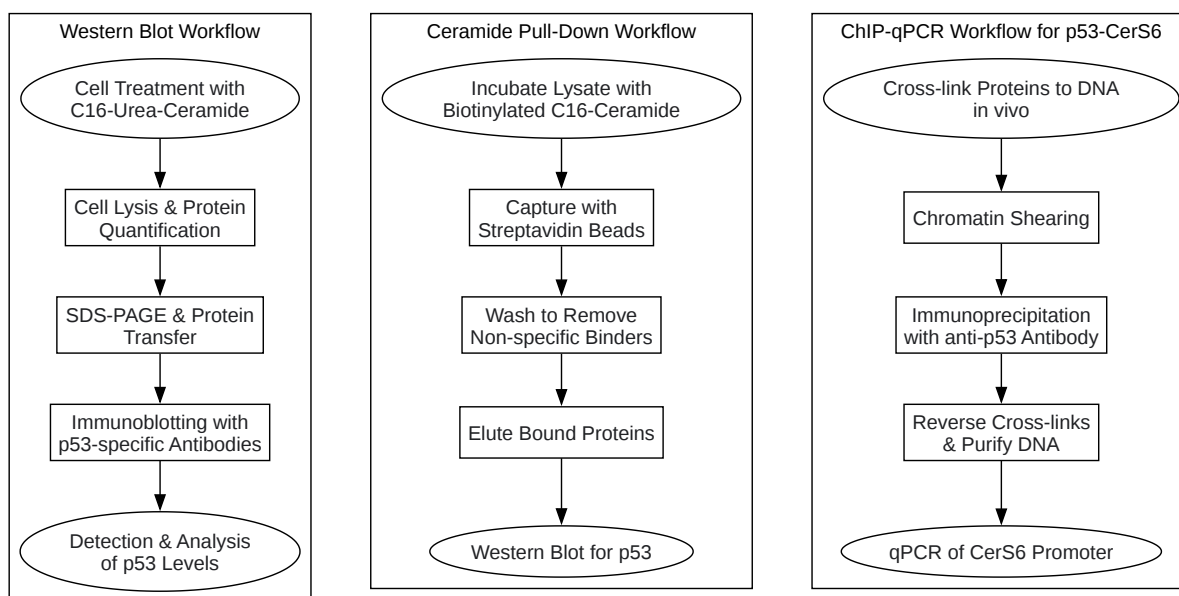 Western Blot Workflow
Cell Treatment with
C16-Urea-Ceramide
Cell Lysis & Protein
Quantification
SDS-PAGE & Protein
Transfer
Immunoblotting with
p53-specific Antibodies
Detection & Analysis
of p53 Levels
Ceramide Pull-Down Workflow
Incubate Lysate with
Biotinylated C16-Ceramide
Capture with
Streptavidin Beads
Wash to Remove
Non-specific Binders
Elute Bound Proteins
Western Blot for p53
ChIP-qPCR Workflow for p53-CerS6
Cross-link Proteins to DNA
in vivo
Chromatin Shearing
Immunoprecipitation
with anti-p53 Antibody
Reverse Cross-links
& Purify DNA
qPCR of CerS6 Promoter